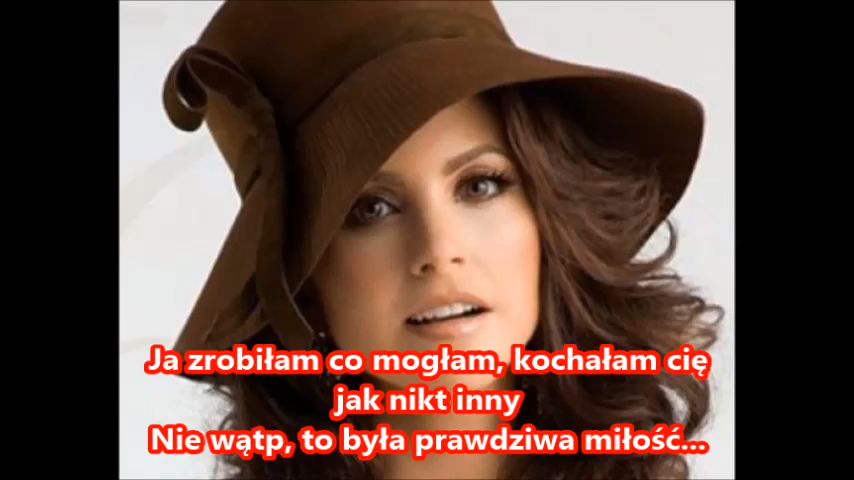 Ja zrobiłam co mogłam, kochałam cię
jak nikt inny
Nie wątp, to była prawdziwa miłość...